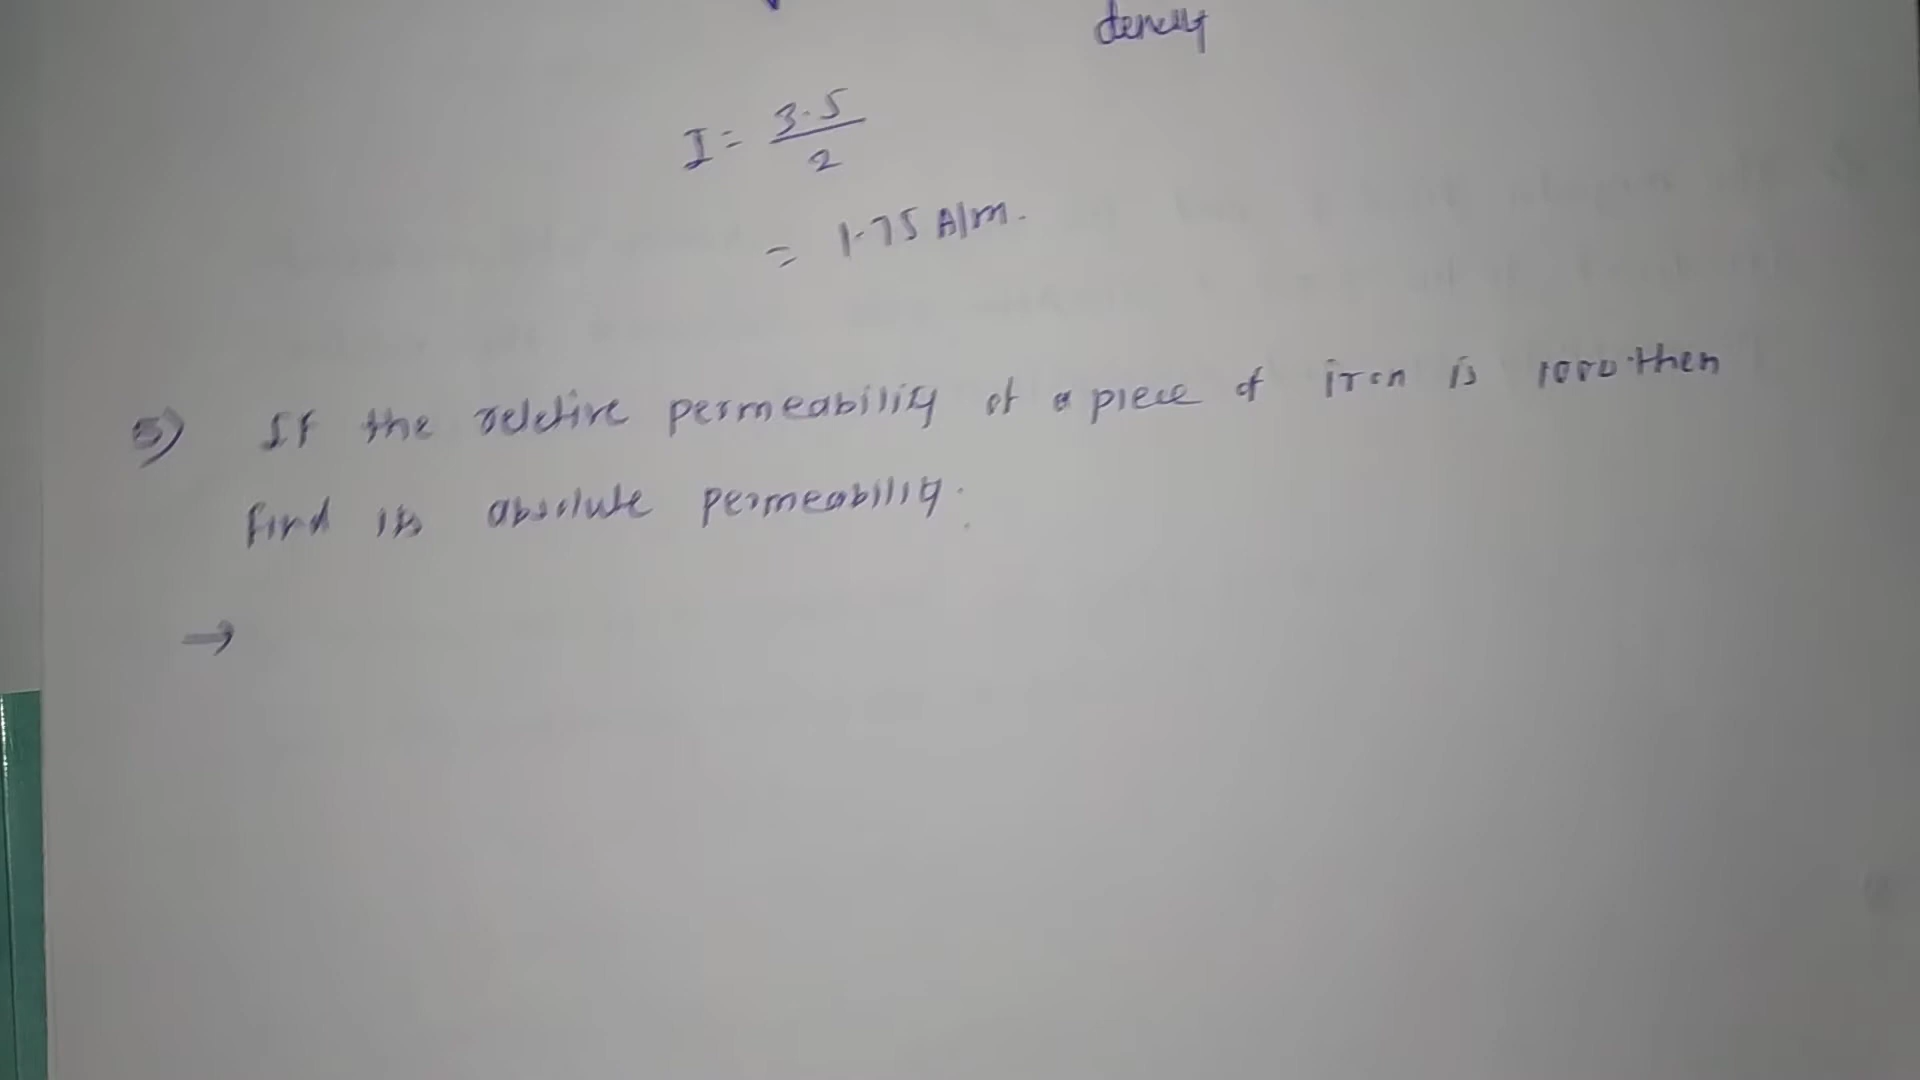 I = 3.5 / 2
= 1.75 A/m.
5) If the relative permeability of a piece of iron is 1000 then
find its absolute permeability.
→